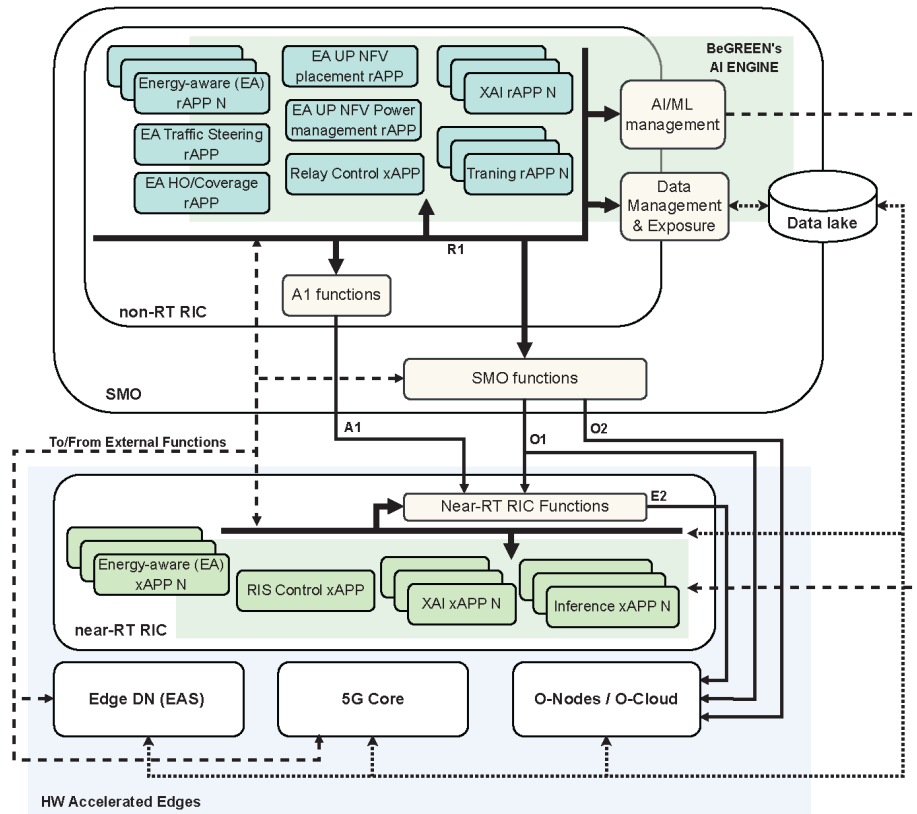 BeGREEN's
AI ENGINE
Energy-aware (EA)
rAPP N
EA UP NFV
placement rAPP
XAI rAPP N
AI/ML
management
EA Traffic Steering
rAPP
EA UP NFV Power
management rAPP
EA HO/Coverage
rAPP
Relay Control xAPP
Traning rAPP N
Data
Management
& Exposure
Data lake
R1
A1 functions
non-RT RIC
SMO functions
SMO
A1
O1
O2
To/From External Functions
Near-RT RIC Functions
E2
Energy-aware (EA)
xAPP N
RIS Control xAPP
XAI xAPP N
Inference xAPP N
near-RT RIC
Edge DN (EAS)
5G Core
O-Nodes / O-Cloud
HW Accelerated Edges